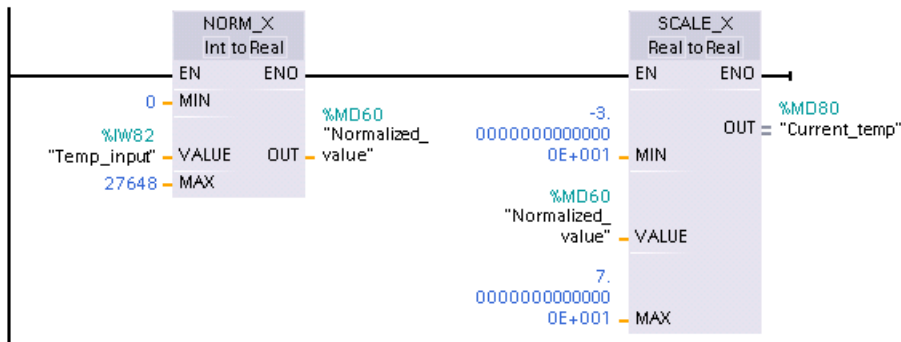 NORM_X
Int to Real
EN ENO
0 MIN
%IW82
"Temp_input" VALUE
27648 MAX
OUT
%MD60
"Normalized_
value"
SCALE_X
Real to Real
EN ENO
-3.
0000000000000
0E+001 MIN
%MD60
"Normalized_
value" VALUE
7.
0000000000000
0E+001 MAX
OUT
%MD80
"Current_temp"